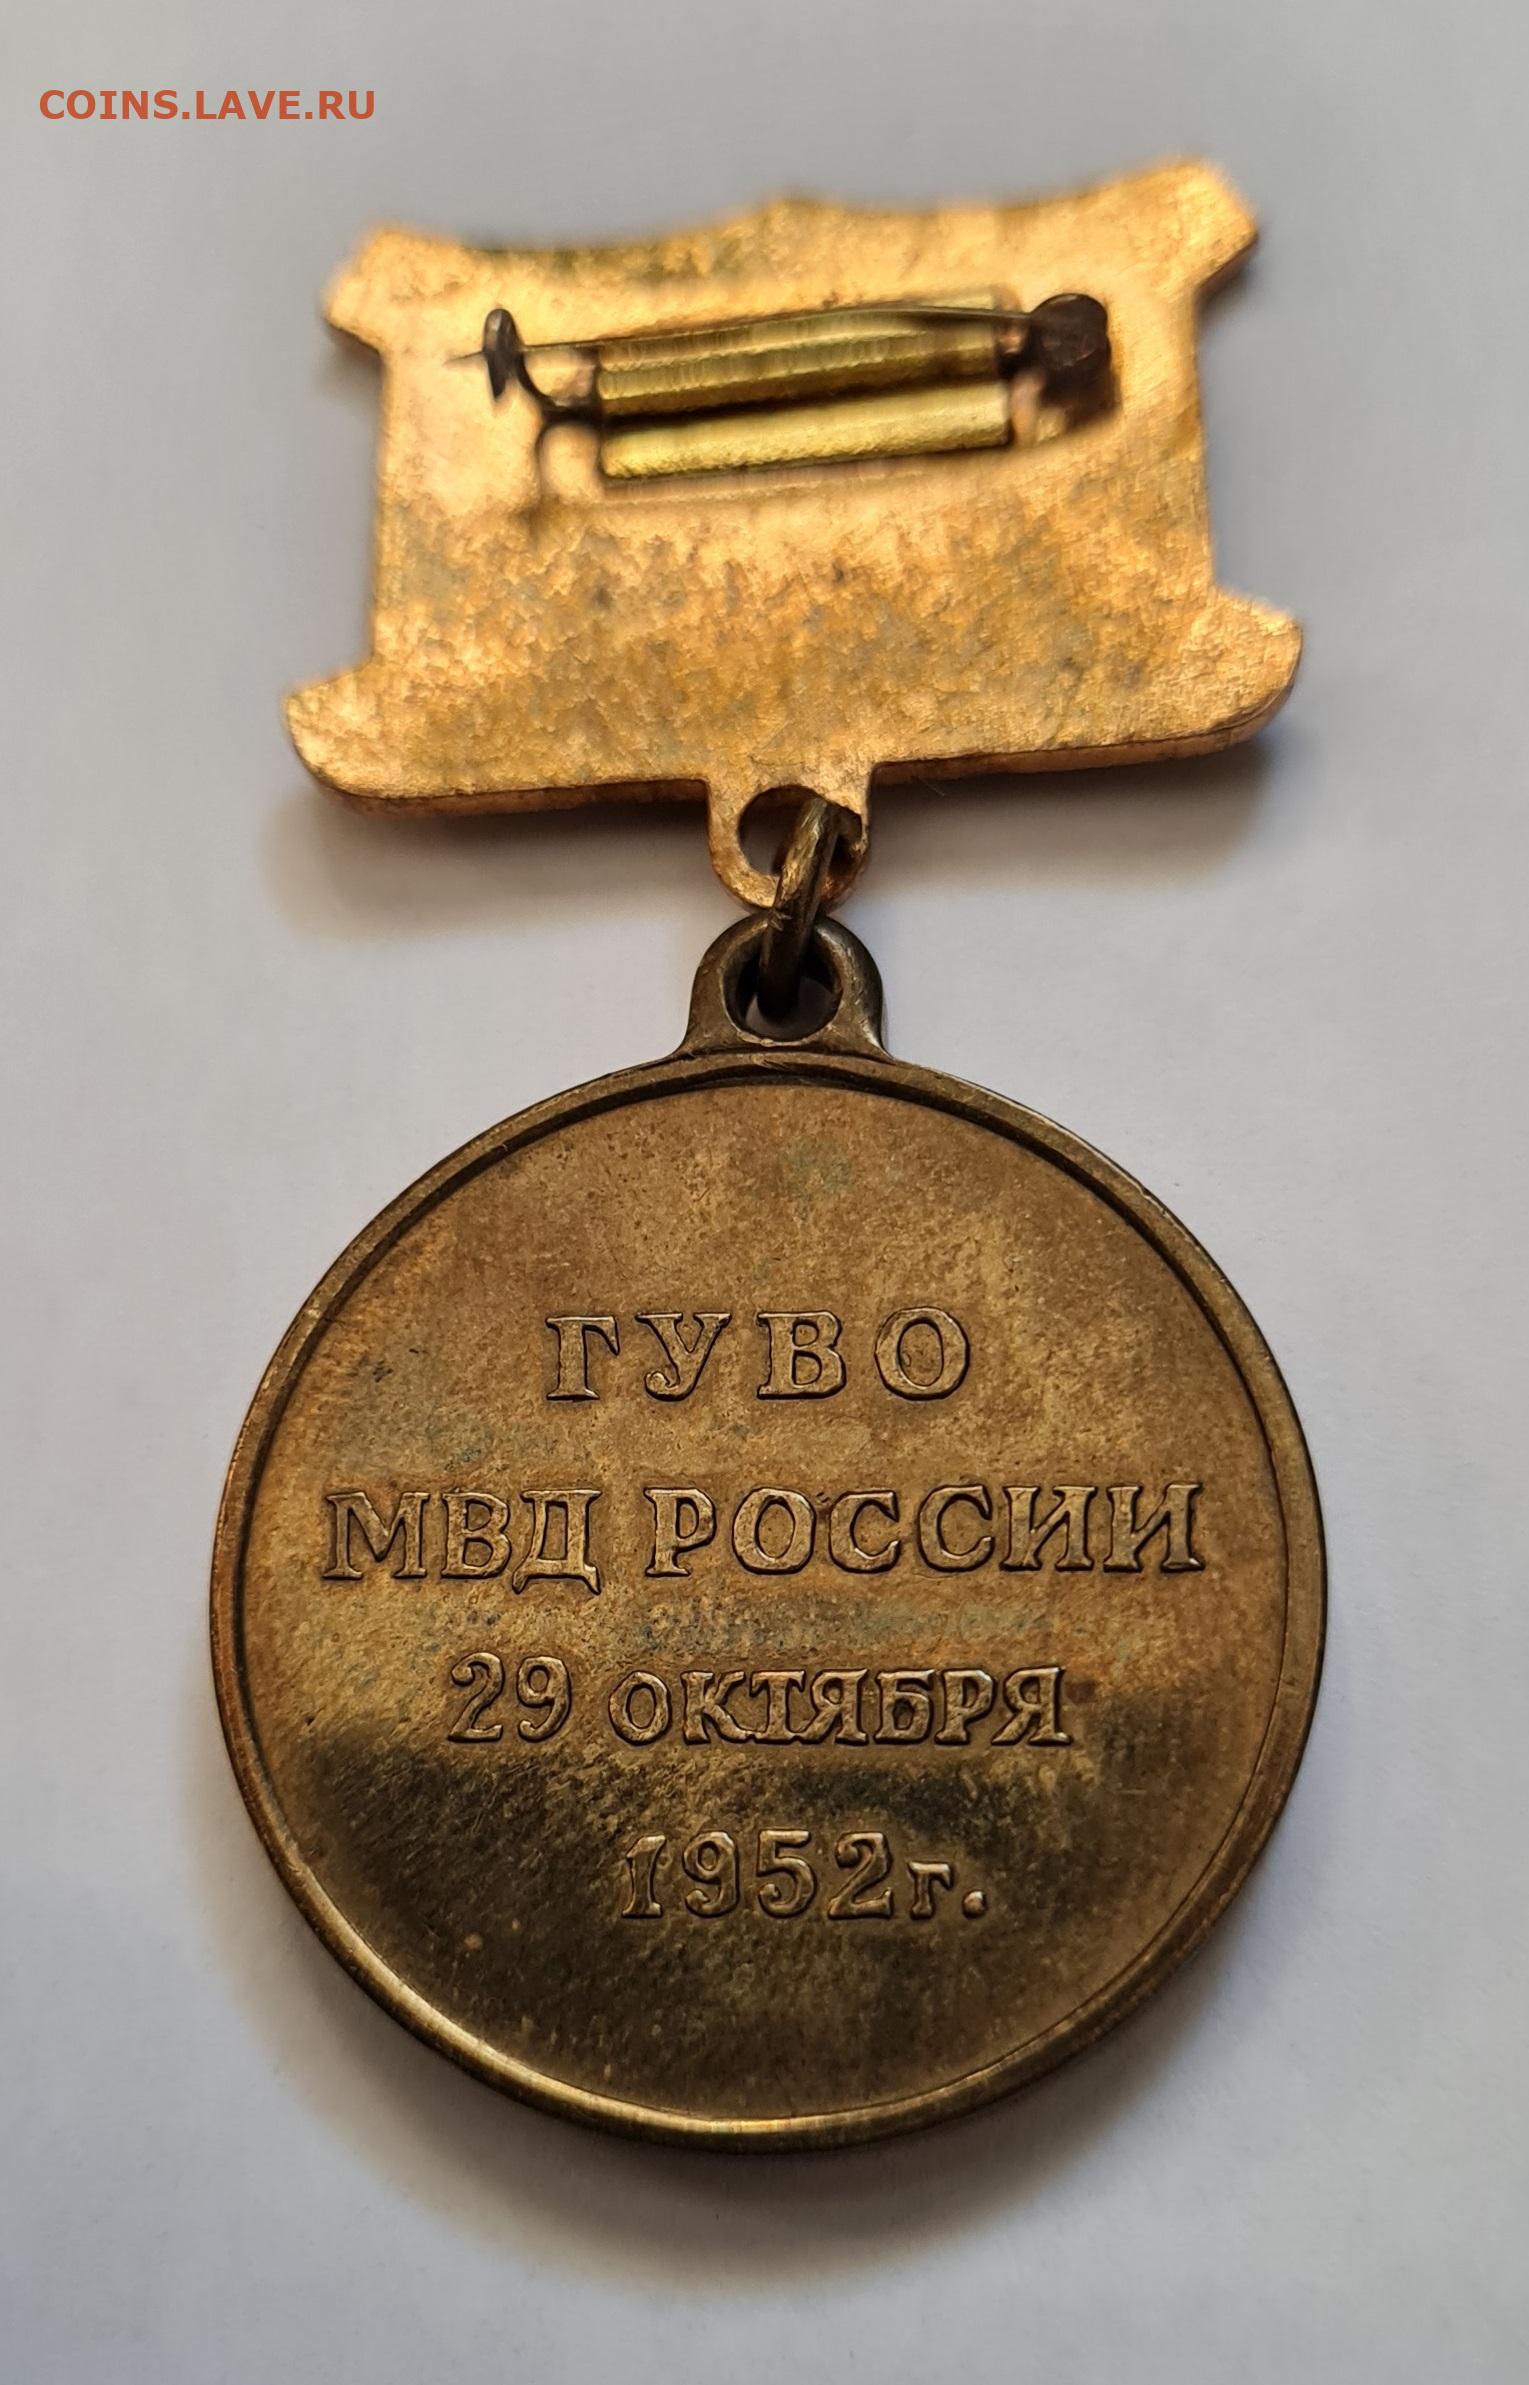 COINS.LAVE.RU
ГУВО
МВД РОССИИ
29 ОКТЯБРЯ
1952г.